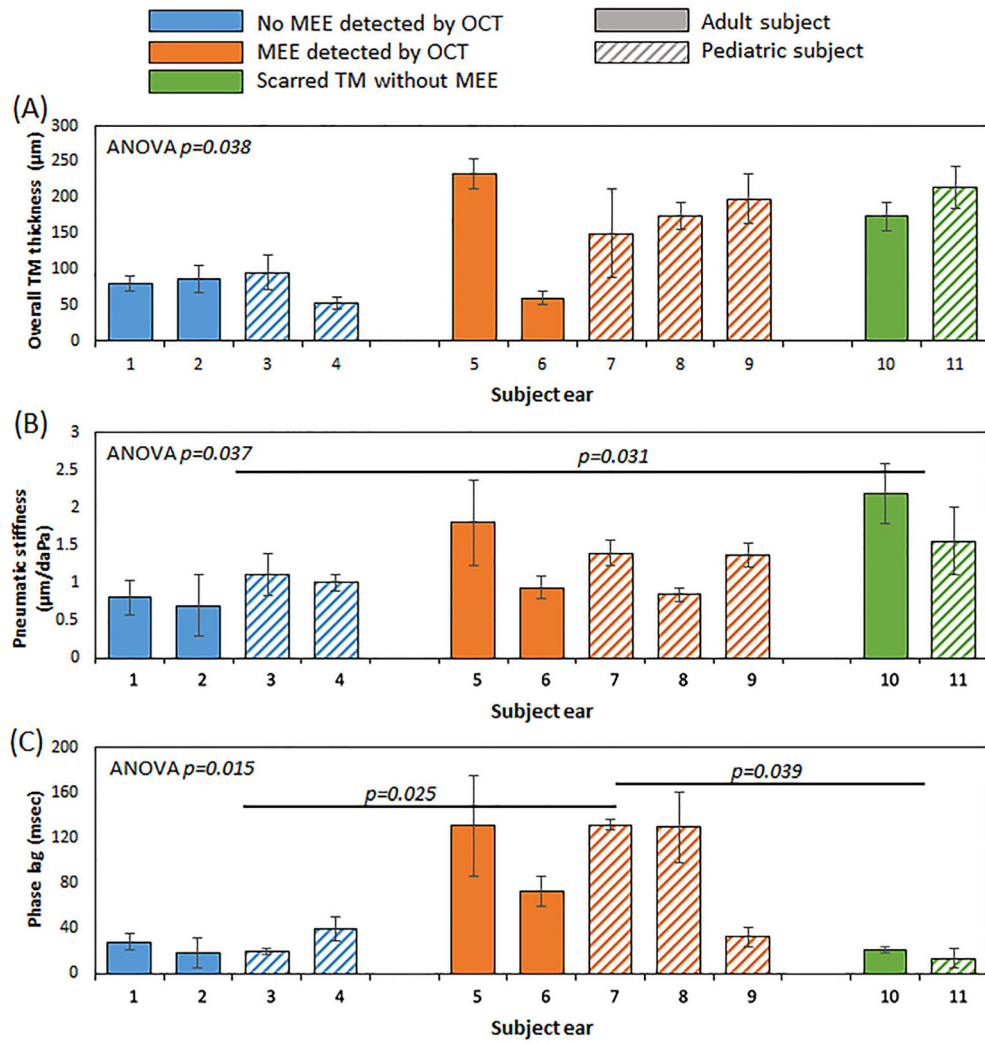 No MEE detected by OCT
Adult subject
MEE detected by OCT
Pediatric subject
Scarred TM without MEE
(A)
Overall TM thickness (µm)
300
250
200
150
100
50
0
ANOVA p=0.038
1 2 3 4 5 6 7 8 9 10 11
Subject ear
(B)
Pneumatic stiffness
(µm/daPa)
3
2.5
2
1.5
1
0.5
0
ANOVA p=0.037
p=0.031
1 2 3 4 5 6 7 8 9 10 11
Subject ear
(C)
Phase lag (msec)
200
160
120
80
40
0
ANOVA p=0.015
p=0.025
p=0.039
1 2 3 4 5 6 7 8 9 10 11
Subject ear